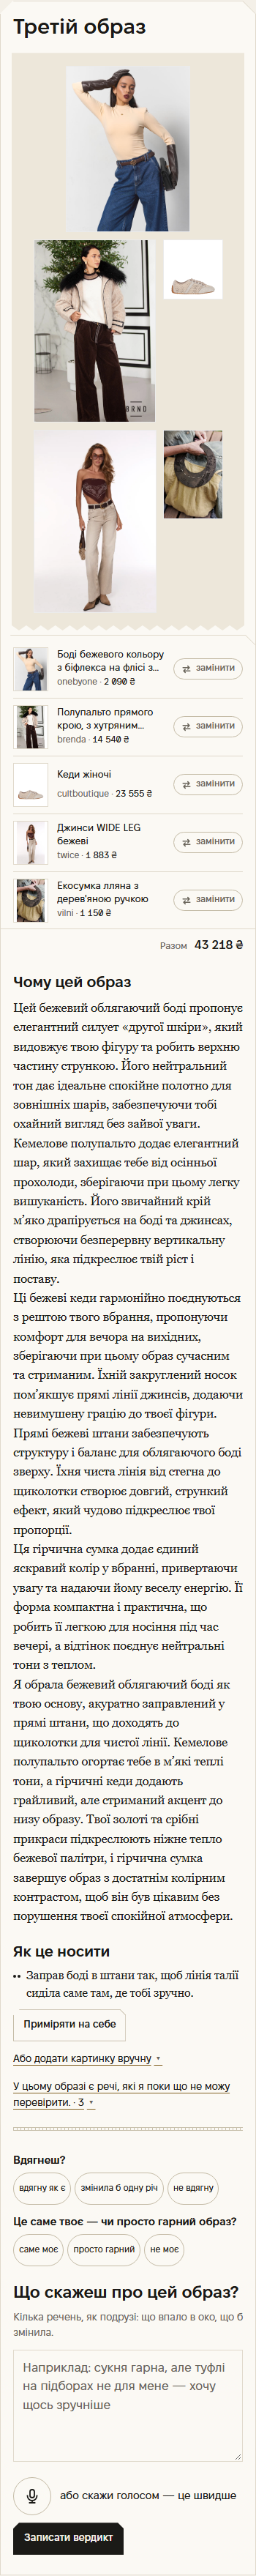 Третій образ
BRND
Боді бежевого кольору
з біфлекса на флісі з...
onebyone · 2 090 ₴
замінити
Полупальто прямого
крою, з хутряним...
brenda · 14 540 ₴
замінити
Кеди жіночі
cultboutique · 23 555 ₴
замінити
Джинси WIDE LEG
бежеві
twice · 1 883 ₴
замінити
Екосумка лляна з
дерев'яною ручкою
vilni · 1 150 ₴
замінити
Разом 43 218 ₴
Чому цей образ
Цей бежевий облягаючий боді пропонує
елегантний силует «другої шкіри», який
видовжує твою фігуру та робить верхню
частину стрункою. Його нейтральний
тон дає ідеальне спокійне полотно для
зовнішніх шарів, забезпечуючи тобі
охайний вигляд без зайвої уваги.
Кемелове полупальто додає елегантний
шар, який захищає тебе від осінньої
прохолоди, зберігаючи при цьому легку
вишуканість. Його звичайний крій
м’яко драпірується на боді та джинсах,
створюючи безперервну вертикальну
лінію, яка підкреслює твій ріст і
поставу.
Ці бежеві кеди гармонійно поєднуються
з рештою твого вбрання, пропонуючи
комфорт для вечора на вихідних,
зберігаючи при цьому образ сучасним
та стриманим. Їхній закруглений носок
пом’якшує прямі лінії джинсів, додаючи
невимушену грацію до твоєї фігури.
Прямі бежеві штани забезпечують
структуру і баланс для облягаючого боді
зверху. Їхня чиста лінія від стегна до
щиколотки створює довгий, стрункий
ефект, який чудово підкреслює твої
пропорції.
Ця гірчична сумка додає єдиний
яскравий колір у вбранні, привертаючи
увагу та надаючи йому веселу енергію. Її
форма компактна і практична, що
робить її легкою для носіння під час
вечері, а відтінок поєднує нейтральні
тони з теплом.
Я обрала бежевий облягаючий боді як
твою основу, акуратно заправлений у
прямі штани, що доходять до
щиколотки для чистої лінії. Кемелове
полупальто огортає тебе в м’які теплі
тони, а гірчичні кеди додають
грайливий, але стриманий акцент до
низу образу. Твої золоті та срібні
прикраси підкреслюють ніжне тепло
бежевої палітри, і гірчична сумка
завершує образ з достатнім колірним
контрастом, щоб він був цікавим без
порушення твоєї спокійної атмосфери.
Як це носити
Заправ боді в штани так, щоб лінія талії
сиділа саме там, де тобі зручно.
Приміряти на себе
Або додати картинку вручну
У цьому образі є речі, які я поки що не можу
перевірити. · 3
Вдягнеш?
вдягну як є
змінила б одну річ
не вдягну
Це саме твоє — чи просто гарний образ?
саме моє
просто гарний
не моє
Що скажеш про цей образ?
Кілька речень, як подрузі: що впало в око, що б
змінила.
Наприклад: сукня гарна, але туфлі
на підборах не для мене — хочу
щось зручніше
або скажи голосом — це швидше
Записати вердикт